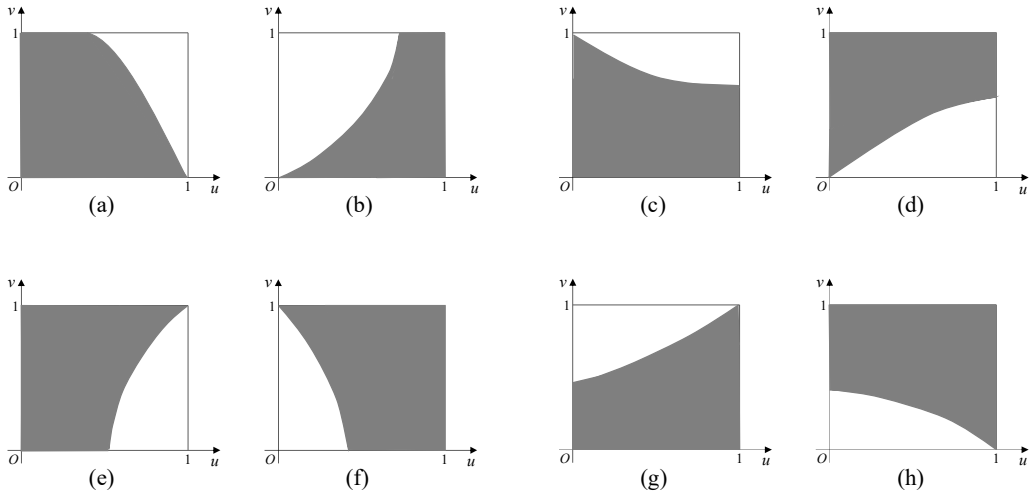 v v v v
1 1 1 1
O 1 u O 1 u O 1 u O 1 u
(a) (b) (c) (d)
v v v v
1 1 1 1
O 1 u O 1 u O 1 u O 1 u
(e) (f) (g) (h)